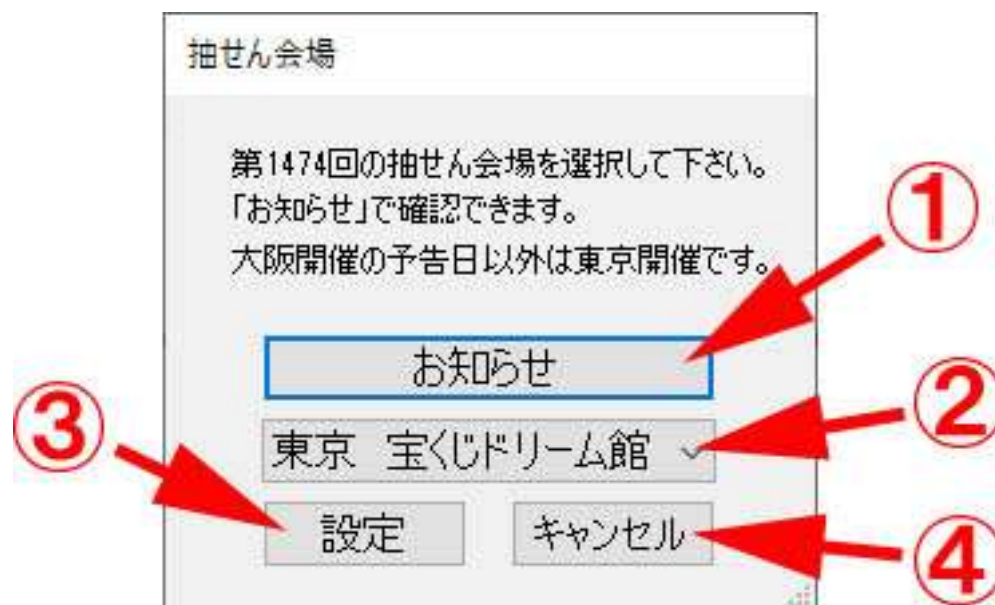 抽せん会場
第1474回の抽せん会場を選択して下さい。
「お知らせ」で確認できます。
大阪開催の予告日以外は東京開催です。
①
お知らせ
②
東京 宝くじドリーム館
③
設定
キャンセル
④